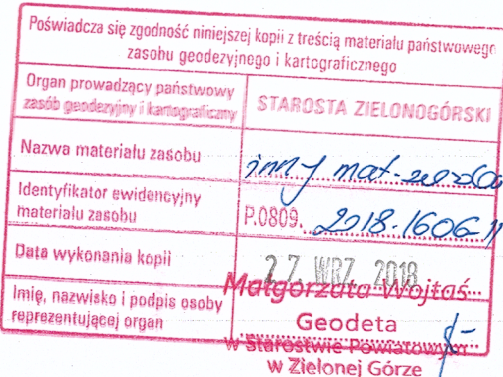 Poświadcza się zgodność niniejszej kopii z treścią materiału państwowego
zasobu geodezyjnego i kartograficznego
Organ prowadzący państwowy
zasób geodezyjny i kartograficzny
STAROSTA ZIELONOGÓRSKI
Nazwa materiału zasobu
inny mat.
Identyfikator ewidencyjny
materiału zasobu
P.0809. 2018.1606
Data wykonania kopii
27 WRZ. 2018
Imię, nazwisko i podpis osoby
reprezentującej organ
Małgorzata Wojtaś
Geodeta
w Starostwie Powiatowym
w Zielonej Górze